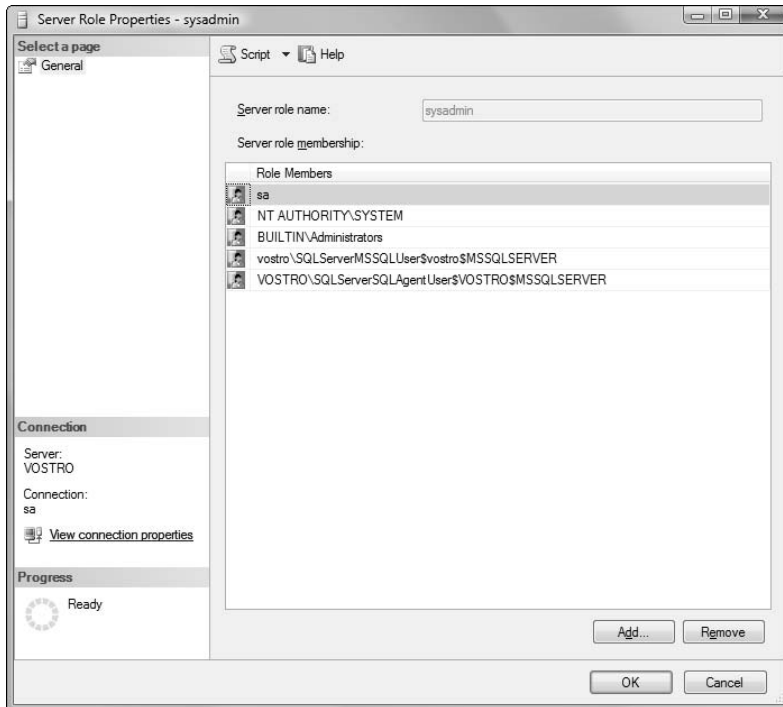 Server Role Properties - sysadmin
Select a page
General
Script Help
Server role name: sysadmin
Server role membership:
Role Members
sa
NT AUTHORITY\SYSTEM
BUILTIN\Administrators
vostro\SQLServerMSSQLUser$vostro$MSSQLSERVER
VOSTRO\SQLServerSQLAgentUser$VOSTRO$MSSQLSERVER
Connection
Server:
VOSTRO
Connection:
sa
View connection properties
Progress
Ready
Add... Remove
OK Cancel